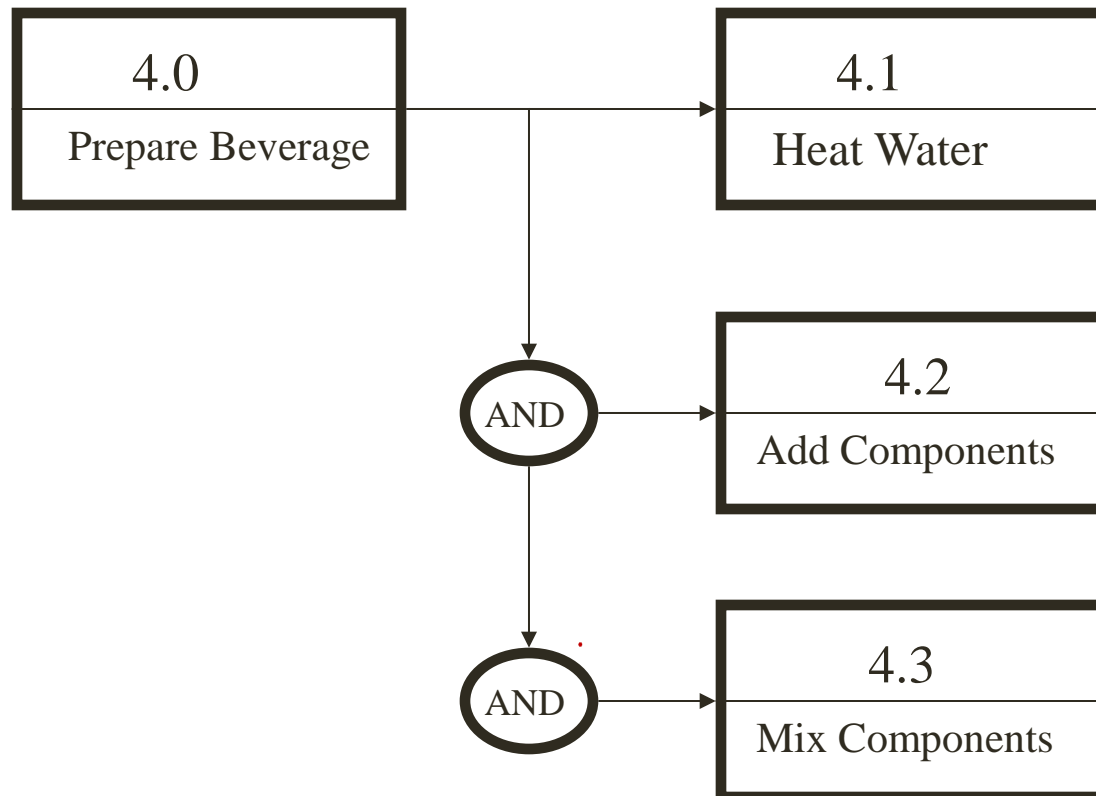 4.0
Prepare Beverage
4.1
Heat Water
AND
4.2
Add Components
AND
4.3
Mix Components